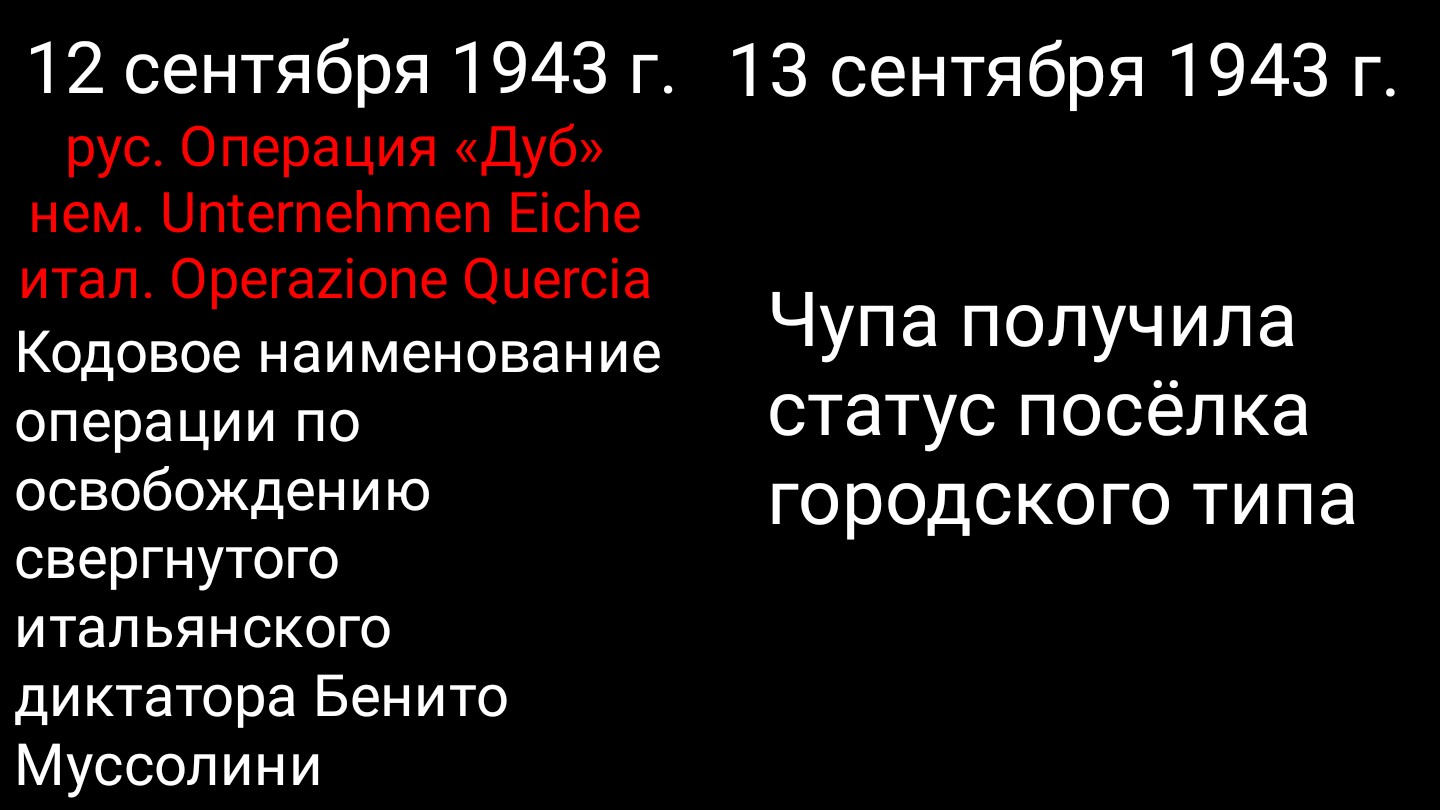 12 сентября 1943 г.
рус. Операция «Дуб»
нем. Unternehmen Eiche
итал. Operazione Quercia
Кодовое наименование
операции по
освобождению
свергнутого
итальянского
диктатора Бенито
Муссолини
13 сентября 1943 г.
Чупа получила
статус посёлка
городского типа